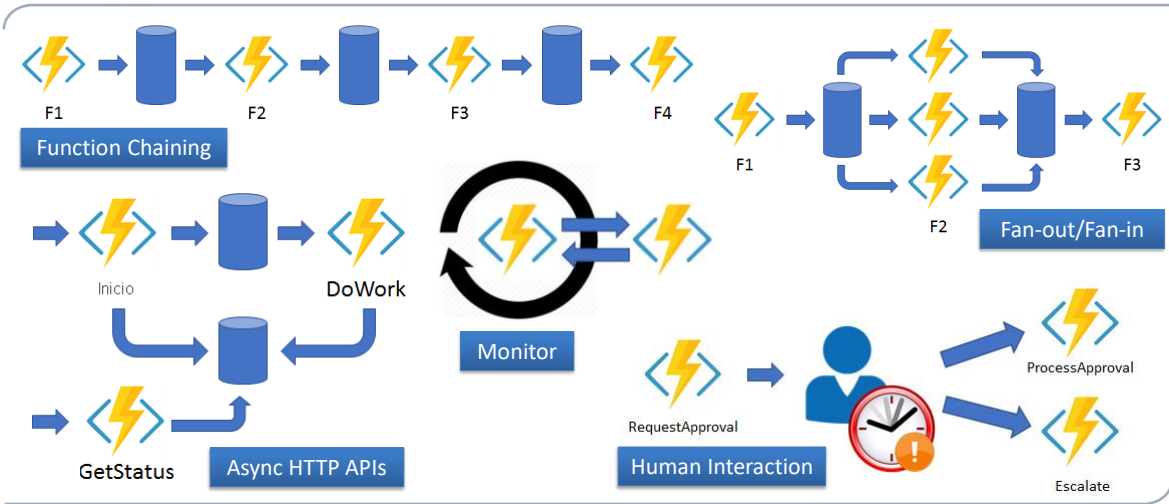 F1
F2
F3
F4
Function Chaining
F1
F2
F3
Fan-out/Fan-in
Inicio
DoWork
GetStatus
Async HTTP APIs
Monitor
RequestApproval
Human Interaction
ProcessApproval
Escalate